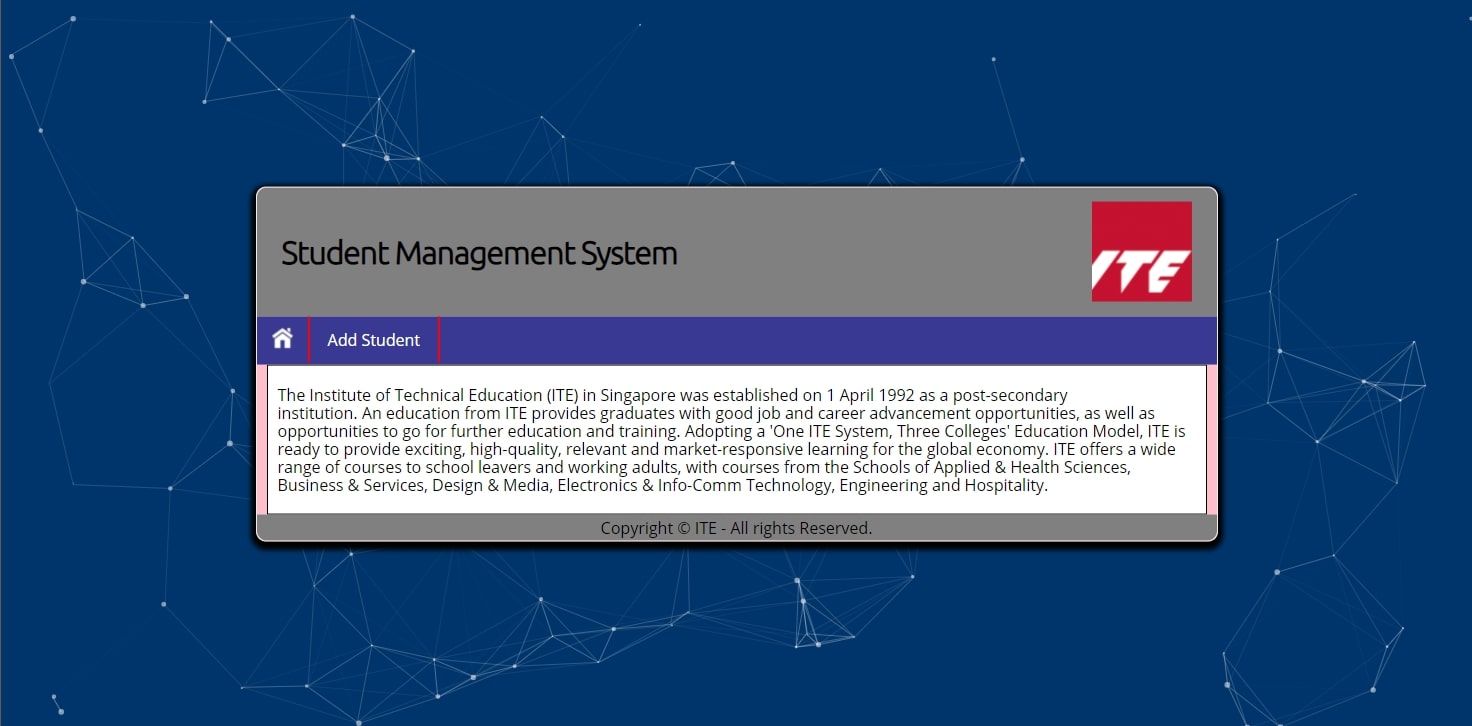 Student Management System
ITE
Add Student
The Institute of Technical Education (ITE) in Singapore was established on 1 April 1992 as a post-secondary
institution. An education from ITE provides graduates with good job and career advancement opportunities, as well as
opportunities to go for further education and training. Adopting a 'One ITE System, Three Colleges' Education Model, ITE is
ready to provide exciting, high-quality, relevant and market-responsive learning for the global economy. ITE offers a wide
range of courses to school leavers and working adults, with courses from the Schools of Applied & Health Sciences,
Business & Services, Design & Media, Electronics & Info-Comm Technology, Engineering and Hospitality.
Copyright © ITE - All rights Reserved.